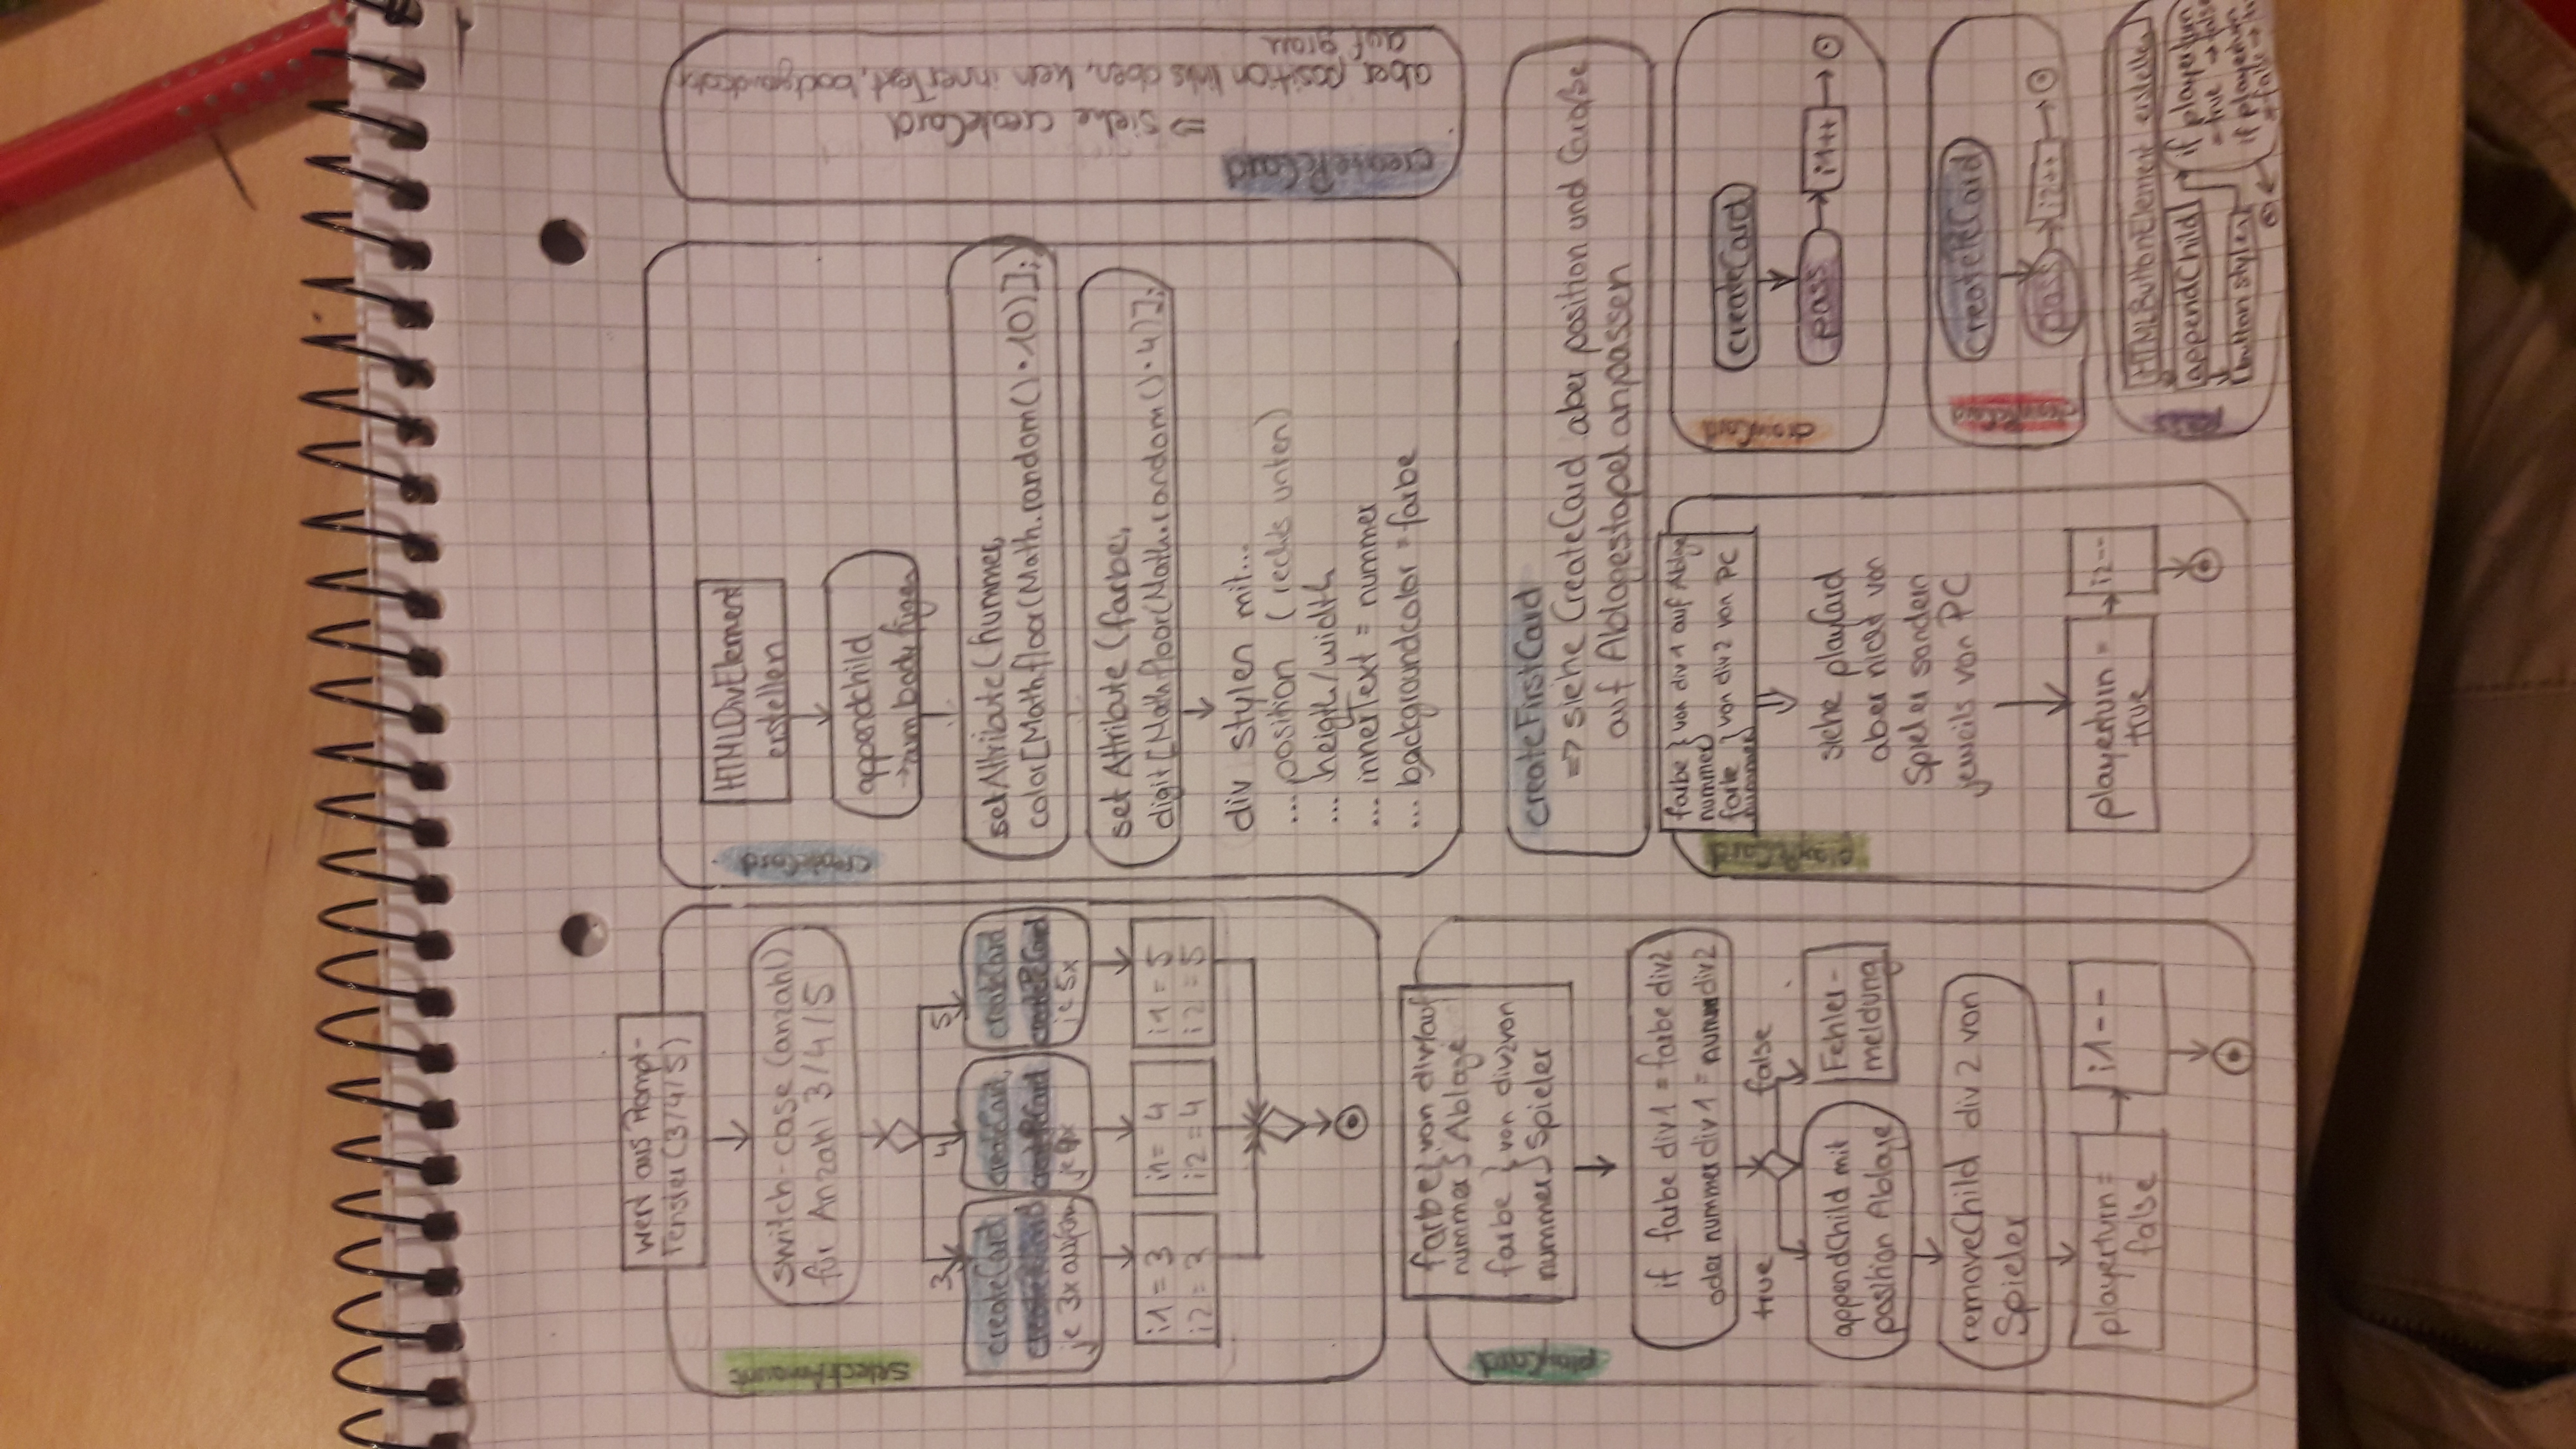 Wert aus Prompt-
Fenster (3/4/5)
selectAmount
switch-case (anzahl)
für Anzahl 3/4/5
3
4
5
createCard
createPcCard
je 3x
createCard,
createPcCard
je 4x
createCard
createPcCard
je 5x
i1 = 3
i2 = 3
i1 = 4
i2 = 4
i1 = 5
i2 = 5
createCard
HTMLDivElement
erstellen
appendchild
→ zum body fügen
setAttribute (nummer,
color[Math.floor(Math.random()·10)];)
set Attribute (farbe,
digit[Math.floor(Math.random()·4)];
div stylen mit...
... position (rechts unten)
... heigth/width
... innerText = nummer
... backgroundcolor = farbe
createPcCard
=> siehe createCard
aber position links oben, kein innerText, backgroundcolor
auf grau
playCard
farbe } von div1 auf
nummer } Ablage
farbe } von div2 von
nummer } Spieler
if farbe div1 = farbe div2
oder nummer div1 = nummer div2
true
false
appendChild mit
position Ablage
Fehler-
meldung
removeChild div 2 von
Spieler
playerturn =
false
i1--
createFirstCard
=> siehe CreateCard aber position und Größe
auf Ablagestapel anpassen
playPcCard
farbe } von div 1 auf Ablage
nummer
farbe } von div 2 von PC
nummer
siehe playCard
aber nicht von
Spieler sondern
jeweils von PC
playerturn =
true
i2--
drawCard
createCard
pass
i1++
createPcCard
pass
i2++
pass
HTMLButtonElement erstellen
appendChild
button stylen
if playerturn
= true → false
if playerturn
= false →